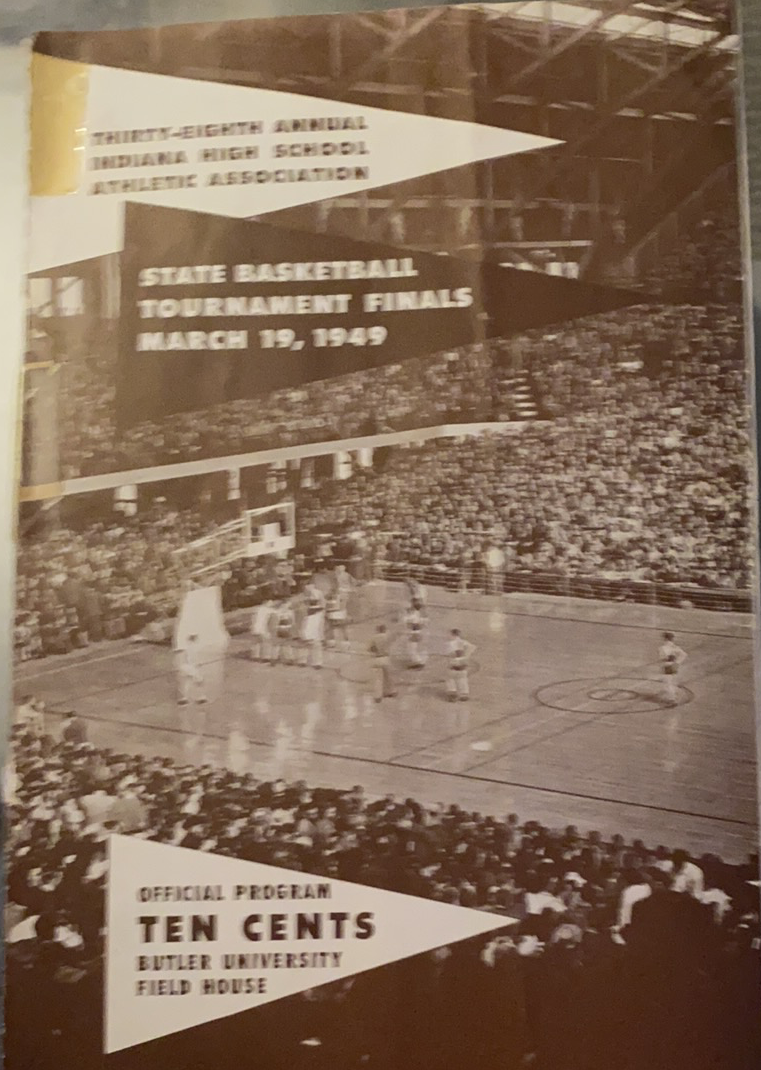 THIRTY-EIGHTH ANNUAL
INDIANA HIGH SCHOOL
ATHLETIC ASSOCIATION
STATE BASKETBALL
TOURNAMENT FINALS
MARCH 19, 1949
OFFICIAL PROGRAM
TEN CENTS
BUTLER UNIVERSITY
FIELD HOUSE